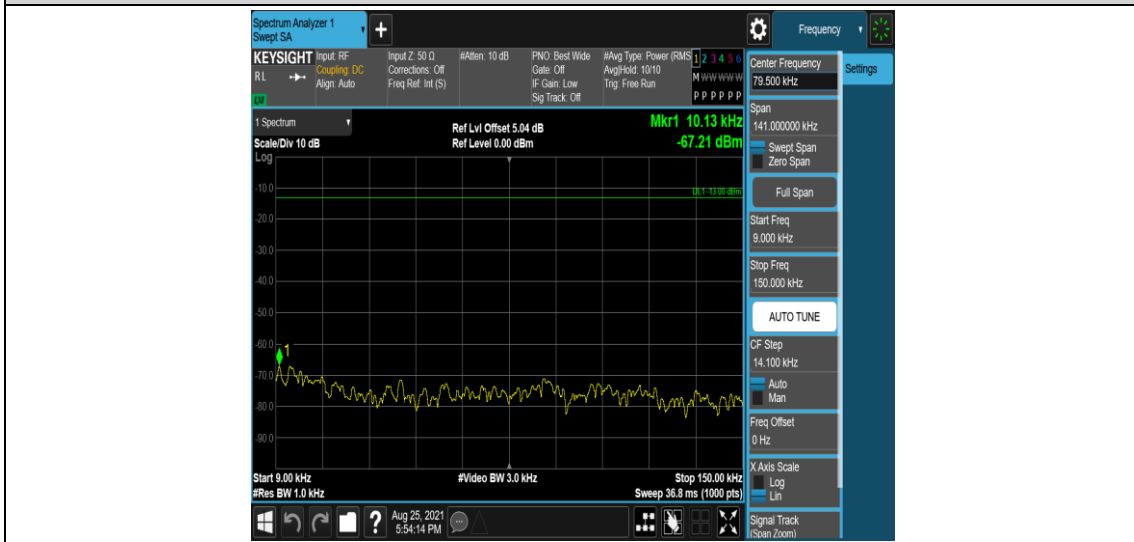 Spectrum Analyzer 1
Swept SA
+
Frequency
KEYSIGHT
R L
LXI
Input: RF
Coupling: DC
Align: Auto
Input Z: 50 Ω
Corrections: Off
Freq Ref: Int (S)
#Atten: 10 dB
PNO: Best Wide
Gate: Off
IF Gain: Low
Sig Track: Off
#Avg Type: Power (RMS
Avg|Hold: 10/10
Trig: Free Run
1 2 3 4 5 6
M W W W W W
P P P P P P
1 Spectrum
Scale/Div 10 dB
Log
Ref Lvl Offset 5.04 dB
Ref Level 0.00 dBm
Mkr1 10.13 kHz
-67.21 dBm
DL1 -13.00 dBm
-10.0
-20.0
-30.0
-40.0
-50.0
-60.0
-70.0
-80.0
-90.0
1
Start 9.00 kHz
#Res BW 1.0 kHz
#Video BW 3.0 kHz
Stop 150.00 kHz
Sweep 36.8 ms (1000 pts)
?
Aug 25, 2021
5:54:14 PM
Center Frequency
79.500 kHz
Settings
Span
141.000000 kHz
Swept Span
Zero Span
Full Span
Start Freq
9.000 kHz
Stop Freq
150.000 kHz
AUTO TUNE
CF Step
14.100 kHz
Auto
Man
Freq Offset
0 Hz
X Axis Scale
Log
Lin
Signal Track
(Span Zoom)